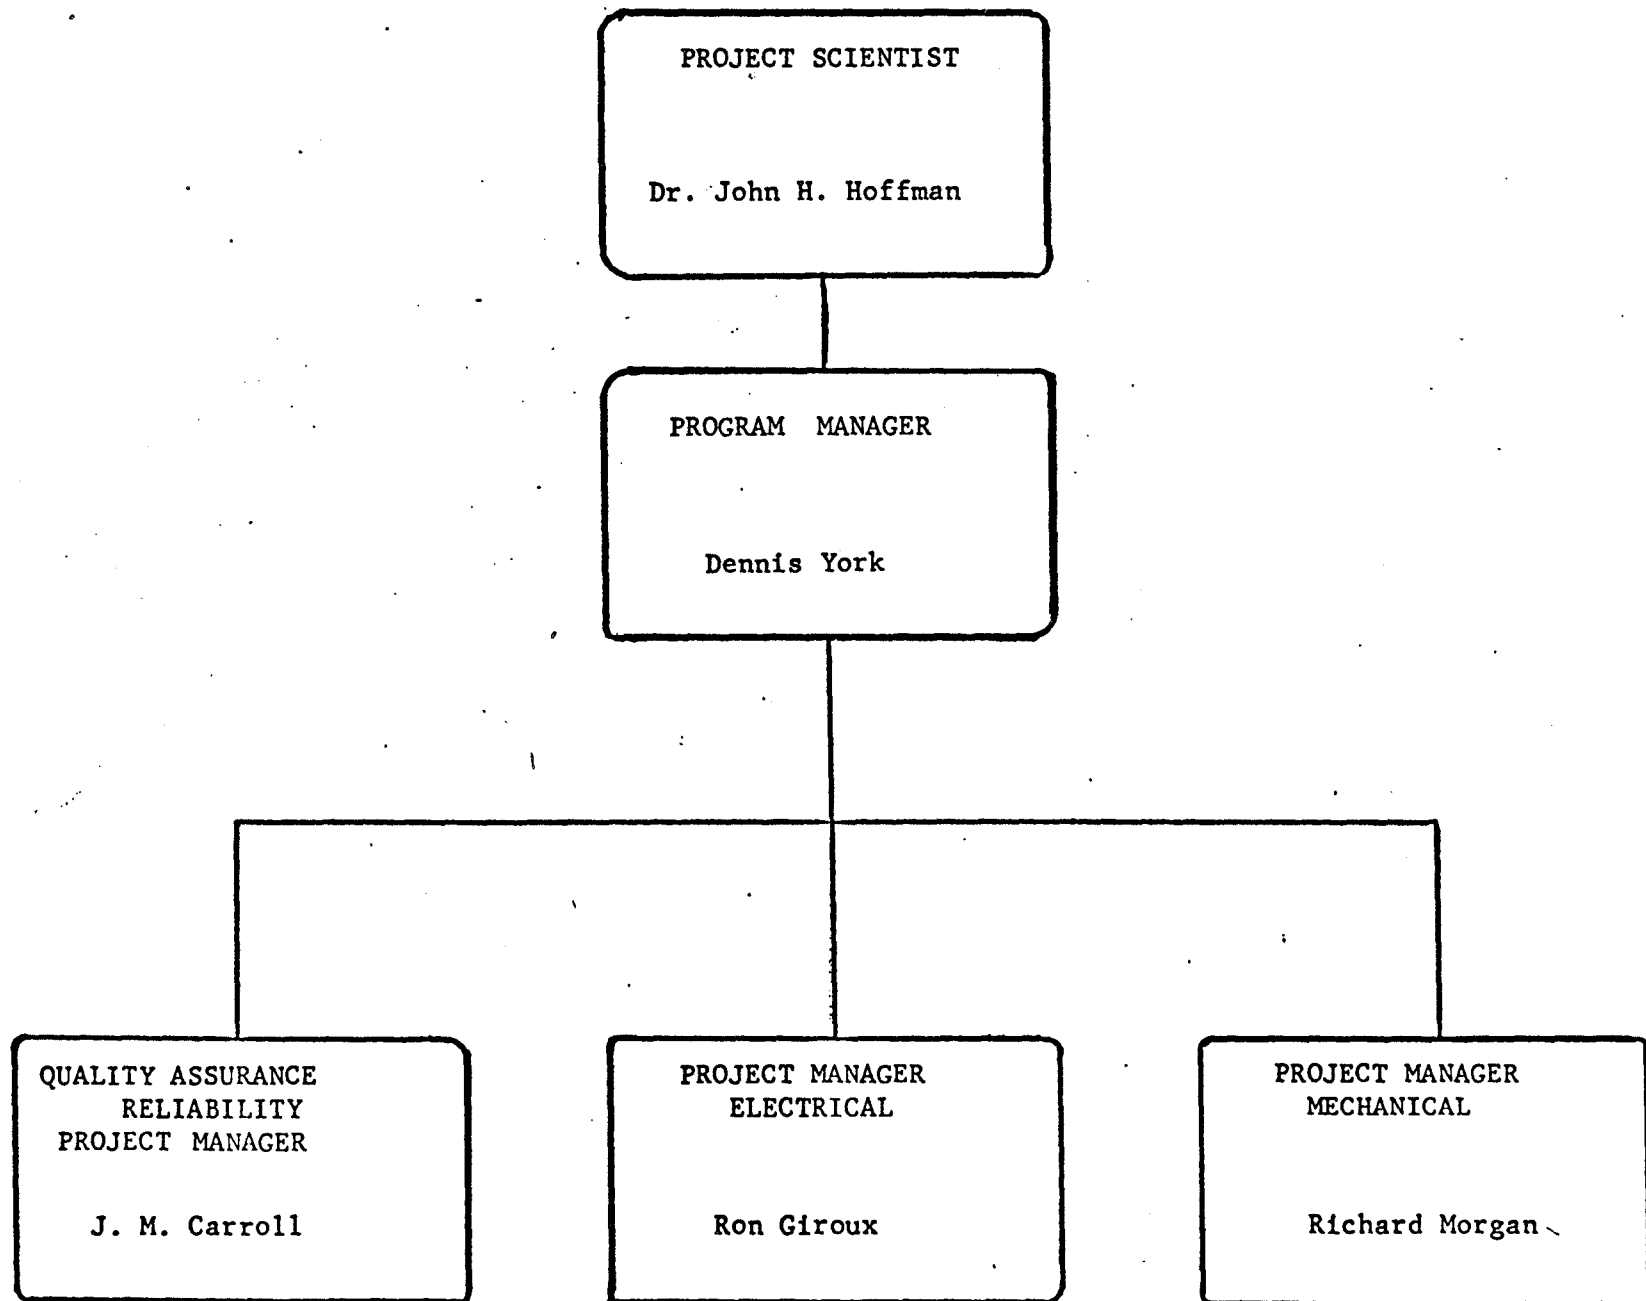 PROJECT SCIENTIST
Dr. John H. Hoffman
PROGRAM MANAGER
Dennis York
QUALITY ASSURANCE
RELIABILITY
PROJECT MANAGER
J. M. Carroll
PROJECT MANAGER
ELECTRICAL
Ron Giroux
PROJECT MANAGER
MECHANICAL
Richard Morgan